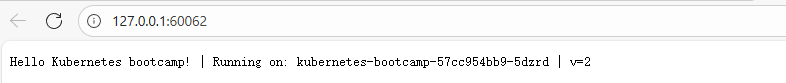 127.0.0.1:60062
Hello Kubernetes bootcamp! | Running on: kubernetes-bootcamp-57cc954bb9-5dzrd | v=2